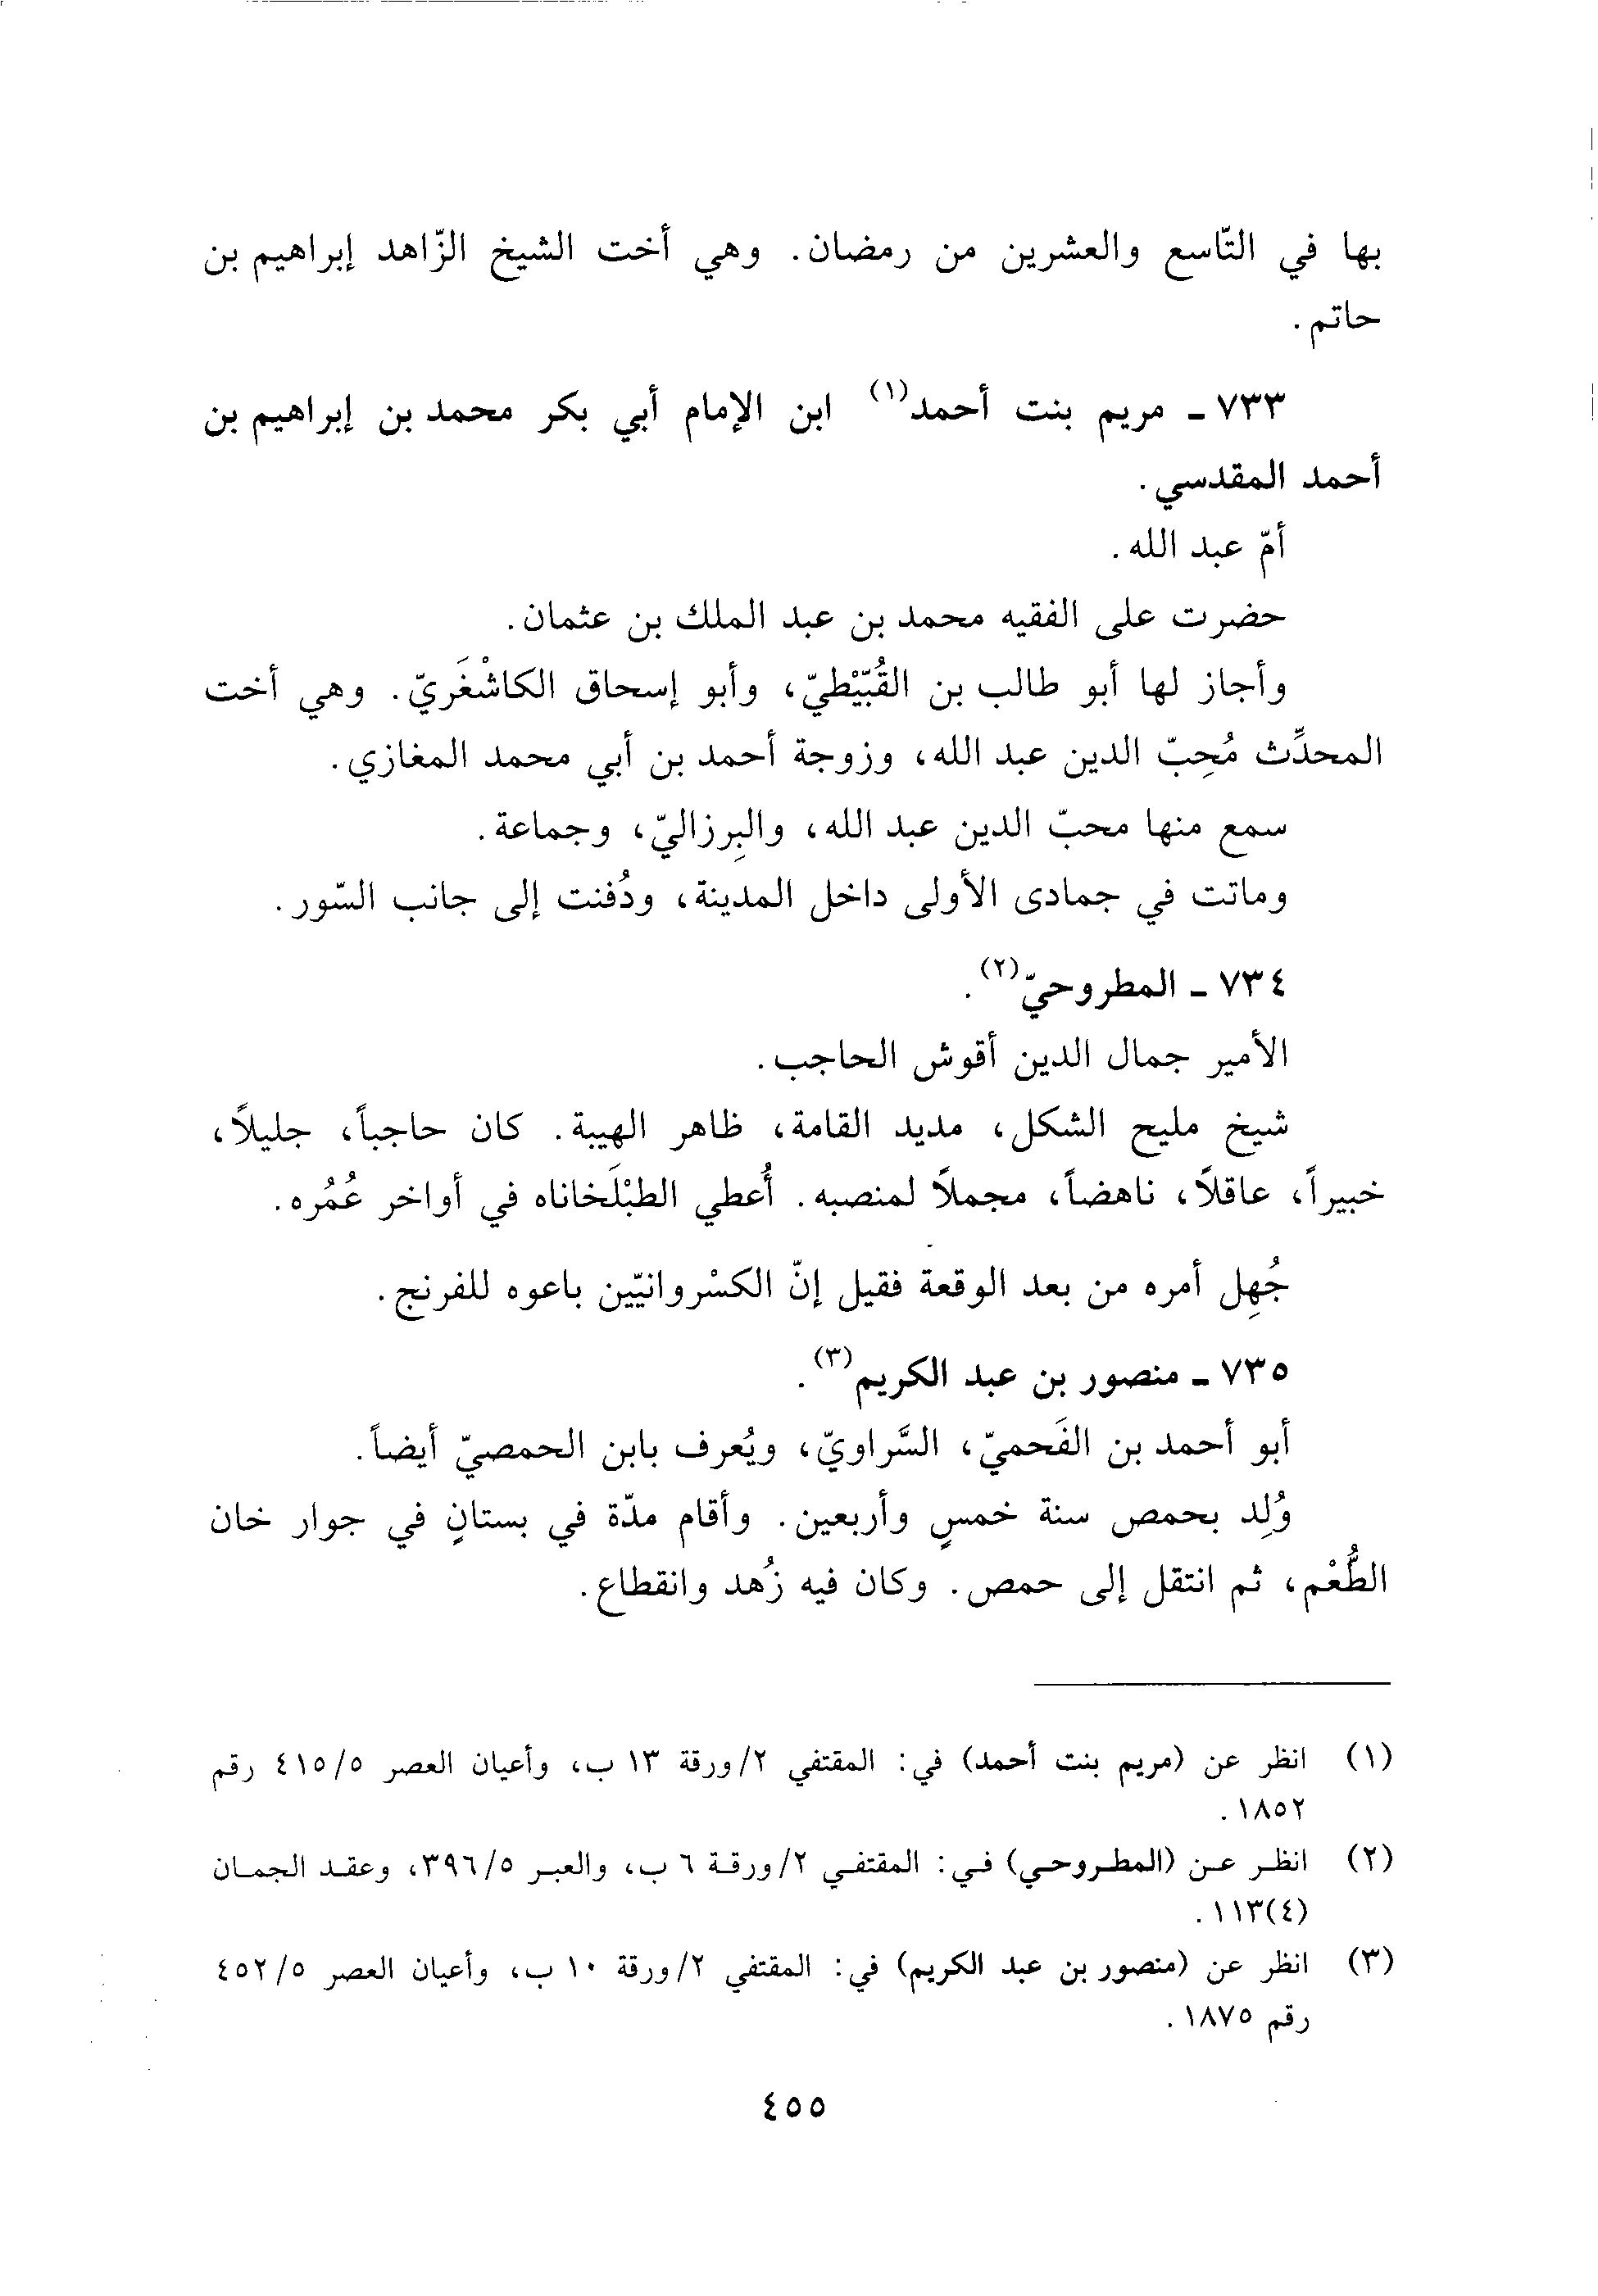 بها في التّاسع والعشرين من رمضان. وهي أخت الشيخ الزّاهد إبراهيم بن
حاتم.
٧٣٣ ـ مريم بنت أحمد(١) ابن الإمام أبي بكر محمد بن إبراهيم بن
أحمد المقدسي.
أمّ عبد الله.
حضرت على الفقيه محمد بن عبد الملك بن عثمان.
وأجاز لها أبو طالب بن القُبّيْطيّ، وأبو إسحاق الكاشْغَريّ. وهي أخت
المحدِّث مُحِبّ الدين عبد الله، وزوجة أحمد بن أبي محمد المغازي.
سمع منها محبّ الدين عبد الله، والبِرزاليّ، وجماعة.
وماتت في جمادى الأولى داخل المدينة، ودُفنت إلى جانب السّور.
٧٣٤ ـ المطروحيّ(٢).
الأمير جمال الدين أقوش الحاجب.
شيخ مليح الشكل، مديد القامة، ظاهر الهيبة. كان حاجباً، جليلاً،
خبيراً، عاقلاً، ناهضاً، مجملاً لمنصبه. أُعطي الطبْلَخاناه في أواخر عُمُره.
جُهِل أمره من بعد الوقعة فقيل إنّ الكسْروانيّين باعوه للفرنج.
٧٣٥ ـ منصور بن عبد الكريم(٣).
أبو أحمد بن الفَحميّ، السَّراويّ، ويُعرف بابن الحمصيّ أيضاً.
وُلِد بحمص سنة خمسٍ وأربعين. وأقام مدّة في بستانٍ في جوار خان
الطُّعْم، ثم انتقل إلى حمص. وكان فيه زُهد وانقطاع.
(١) انظر عن (مريم بنت أحمد) في: المقتفي ٢/ورقة ١٣ ب، وأعيان العصر ٤١٥/٥ رقم
١٨٥٢.
(٢) انظر عن (المطروحي) في: المقتفي ٢/ورقة ٦ ب، والعبر ٣٩٦/٥، وعقد الجمان
(٤)١١٣.
(٣) انظر عن (منصور بن عبد الكريم) في: المقتفي ٢/ورقة ١٠ ب، وأعيان العصر ٤٥٢/٥
رقم ١٨٧٥.
٤٥٥